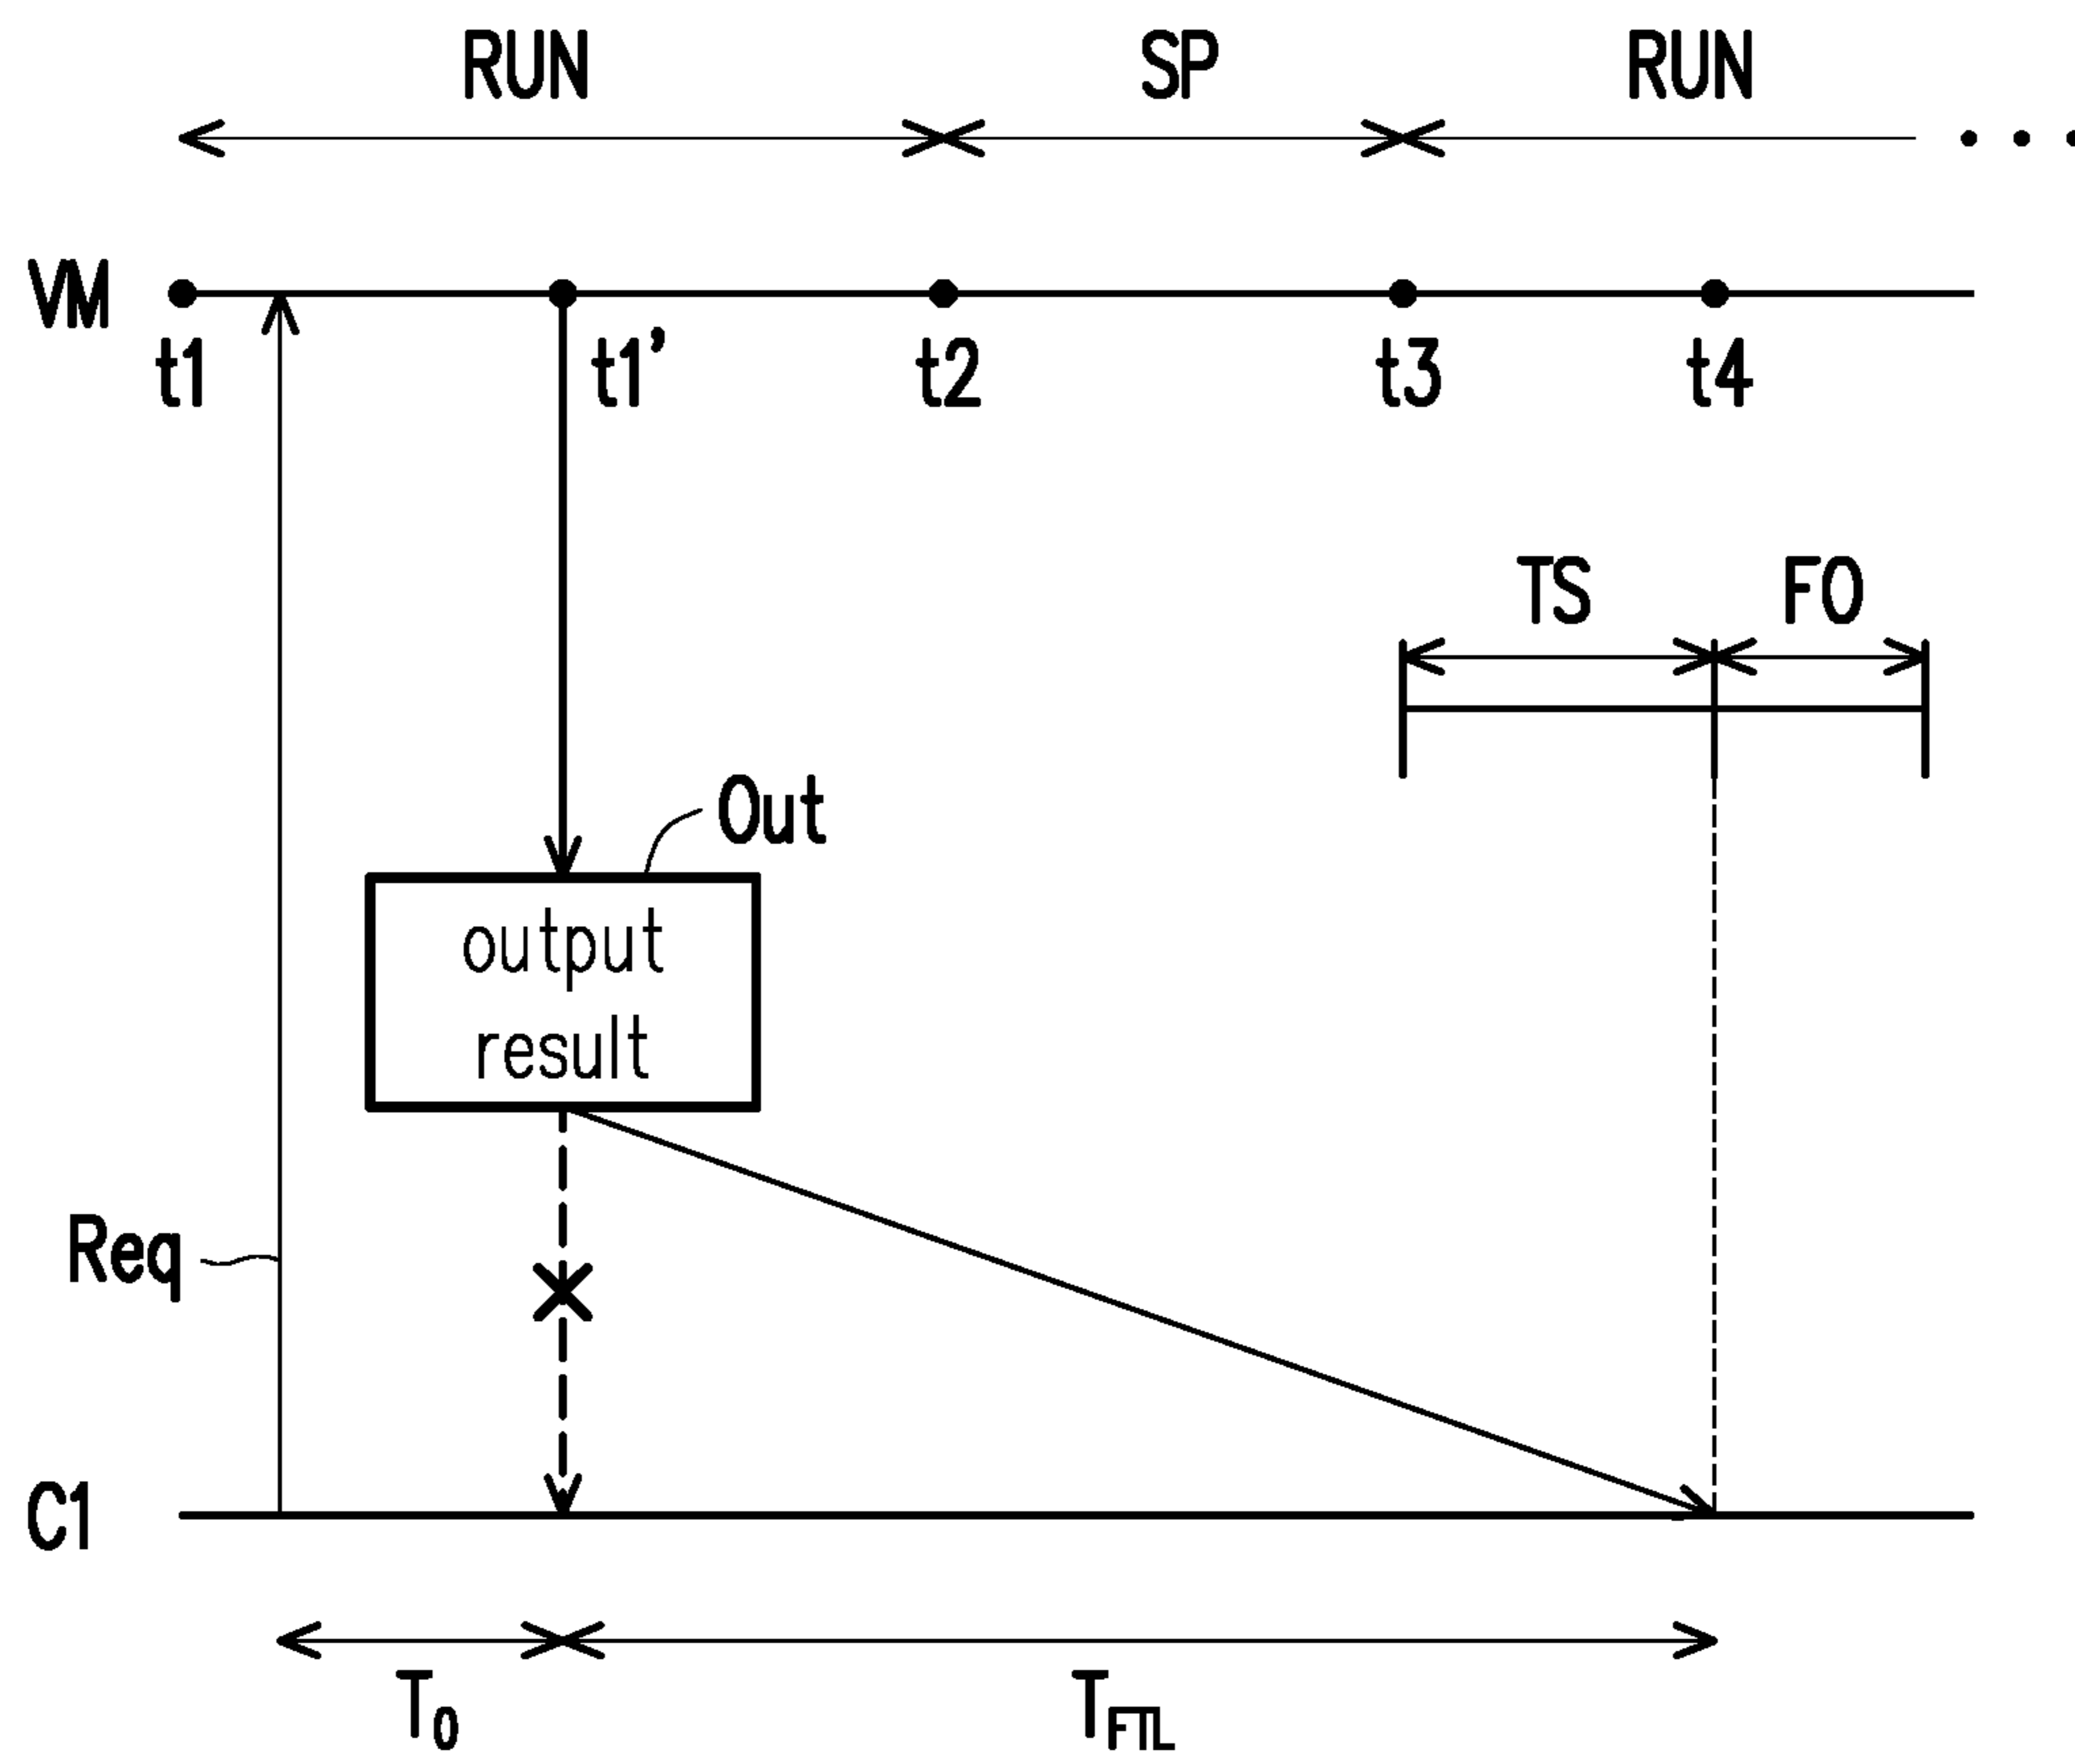 RUN SP RUN
VM
t1 t1' t2 t3 t4
TS FO
Out
output
result
Req
C1
T0 TFTL